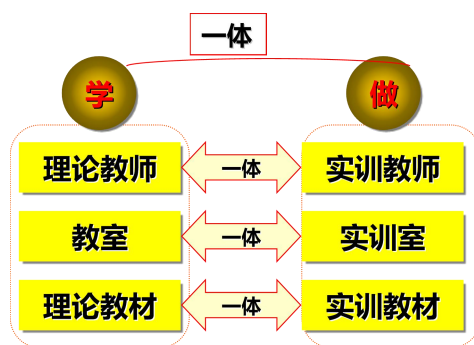 一体
学 做
理论教师 一体 实训教师
教室 一体 实训室
理论教材 一体 实训教材